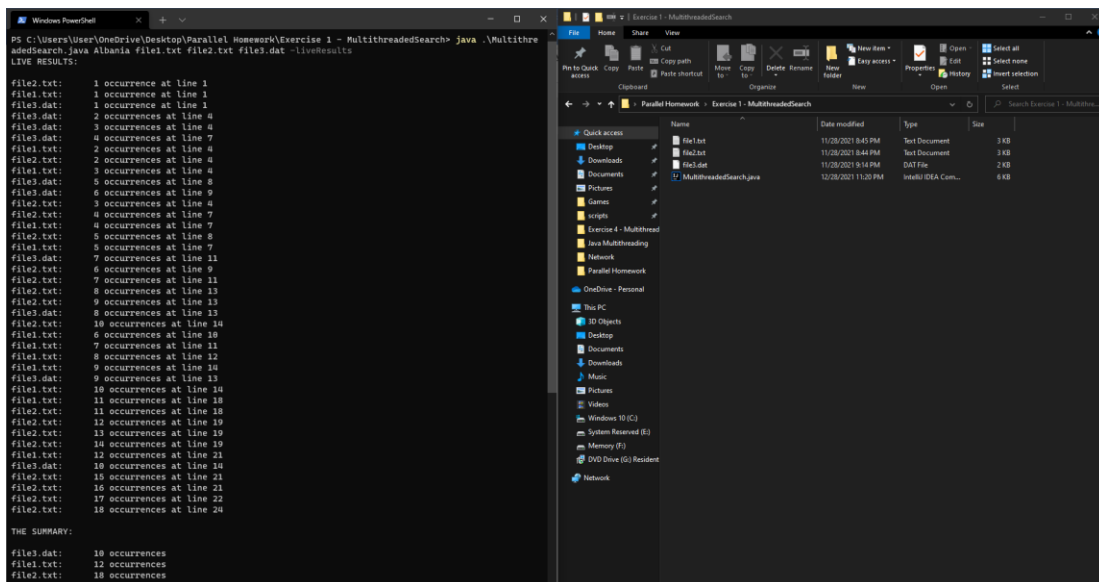 Windows PowerShell
PS C:\Users\User\OneDrive\Desktop\Parallel Homework\Exercise 1 - MultithreadedSearch> java .\Multithre
adedSearch.java Albania file1.txt file2.txt file3.dat -liveResults
LIVE RESULTS:
file2.txt: 1 occurrence at line 1
file1.txt: 1 occurrence at line 1
file3.dat: 1 occurrence at line 1
file3.dat: 2 occurrences at line 4
file3.dat: 3 occurrences at line 4
file3.dat: 4 occurrences at line 7
file1.txt: 2 occurrences at line 4
file2.txt: 2 occurrences at line 4
file1.txt: 3 occurrences at line 4
file3.dat: 5 occurrences at line 8
file3.dat: 6 occurrences at line 9
file2.txt: 3 occurrences at line 4
file2.txt: 4 occurrences at line 7
file1.txt: 4 occurrences at line 7
file2.txt: 5 occurrences at line 8
file1.txt: 5 occurrences at line 7
file3.dat: 7 occurrences at line 11
file2.txt: 6 occurrences at line 9
file2.txt: 7 occurrences at line 11
file2.txt: 8 occurrences at line 13
file2.txt: 9 occurrences at line 13
file3.dat: 8 occurrences at line 13
file2.txt: 10 occurrences at line 14
file1.txt: 6 occurrences at line 10
file1.txt: 7 occurrences at line 11
file1.txt: 8 occurrences at line 12
file1.txt: 9 occurrences at line 14
file3.dat: 9 occurrences at line 13
file1.txt: 10 occurrences at line 14
file1.txt: 11 occurrences at line 18
file2.txt: 11 occurrences at line 18
file2.txt: 12 occurrences at line 19
file2.txt: 13 occurrences at line 19
file2.txt: 14 occurrences at line 19
file1.txt: 12 occurrences at line 21
file3.dat: 10 occurrences at line 14
file2.txt: 15 occurrences at line 21
file2.txt: 16 occurrences at line 21
file2.txt: 17 occurrences at line 22
file2.txt: 18 occurrences at line 24
THE SUMMARY:
file3.dat: 10 occurrences
file1.txt: 12 occurrences
file2.txt: 18 occurrences
Exercise 1 - MultithreadedSearch
File Home Share View
Pin to Quick access
Copy
Paste
Cut
Copy path
Paste shortcut
Move to
Copy to
Delete
Rename
New folder
New item
Easy access
Properties
Open
Edit
History
Select all
Select none
Invert selection
Clipboard Organize New Open Select
Parallel Homework > Exercise 1 - MultithreadedSearch
Search Exercise 1 - Multithre...
Name Date modified Type Size
file1.txt 11/28/2021 8:45 PM Text Document 3 KB
file2.txt 11/28/2021 8:44 PM Text Document 3 KB
file3.dat 11/28/2021 9:14 PM DAT File 2 KB
MultithreadedSearch.java 12/28/2021 11:20 PM IntelliJ IDEA Com... 6 KB
Quick access
Desktop
Downloads
Documents
Pictures
Games
scripts
Exercise 4 - Multithread
Java Multithreading
Network
Parallel Homework
OneDrive - Personal
This PC
3D Objects
Desktop
Documents
Downloads
Music
Pictures
Videos
Windows 10 (C:)
System Reserved (E:)
Memory (F:)
DVD Drive (G:) Resident
Network